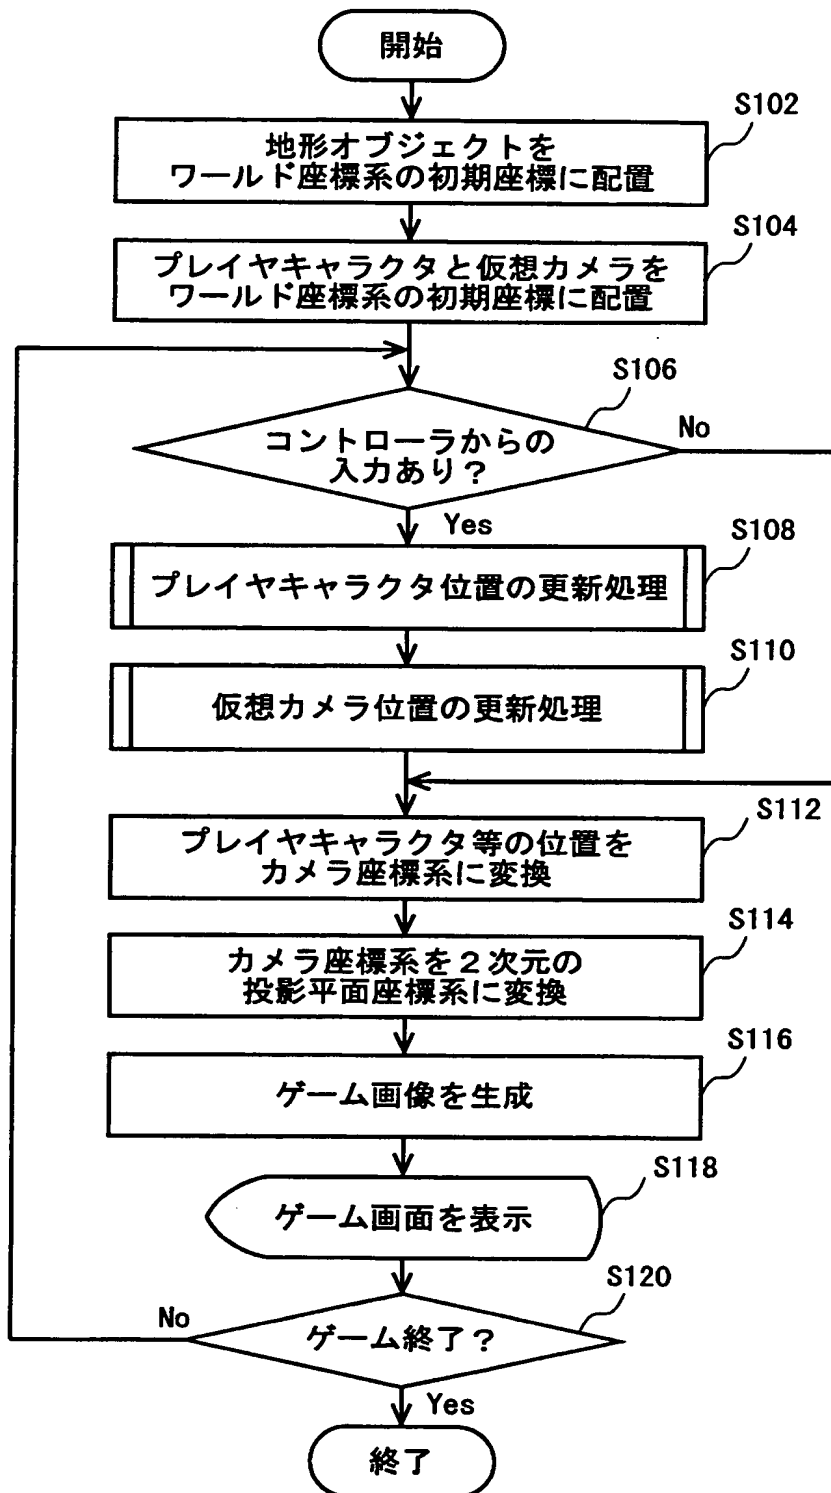 開始
S102
地形オブジェクトを
ワールド座標系の初期座標に配置
S104
プレイヤキャラクタと仮想カメラを
ワールド座標系の初期座標に配置
S106
コントローラからの
入力あり？
No
Yes
S108
プレイヤキャラクタ位置の更新処理
S110
仮想カメラ位置の更新処理
S112
プレイヤキャラクタ等の位置を
カメラ座標系に変換
S114
カメラ座標系を２次元の
投影平面座標系に変換
S116
ゲーム画像を生成
S118
ゲーム画面を表示
S120
No
ゲーム終了？
Yes
終了